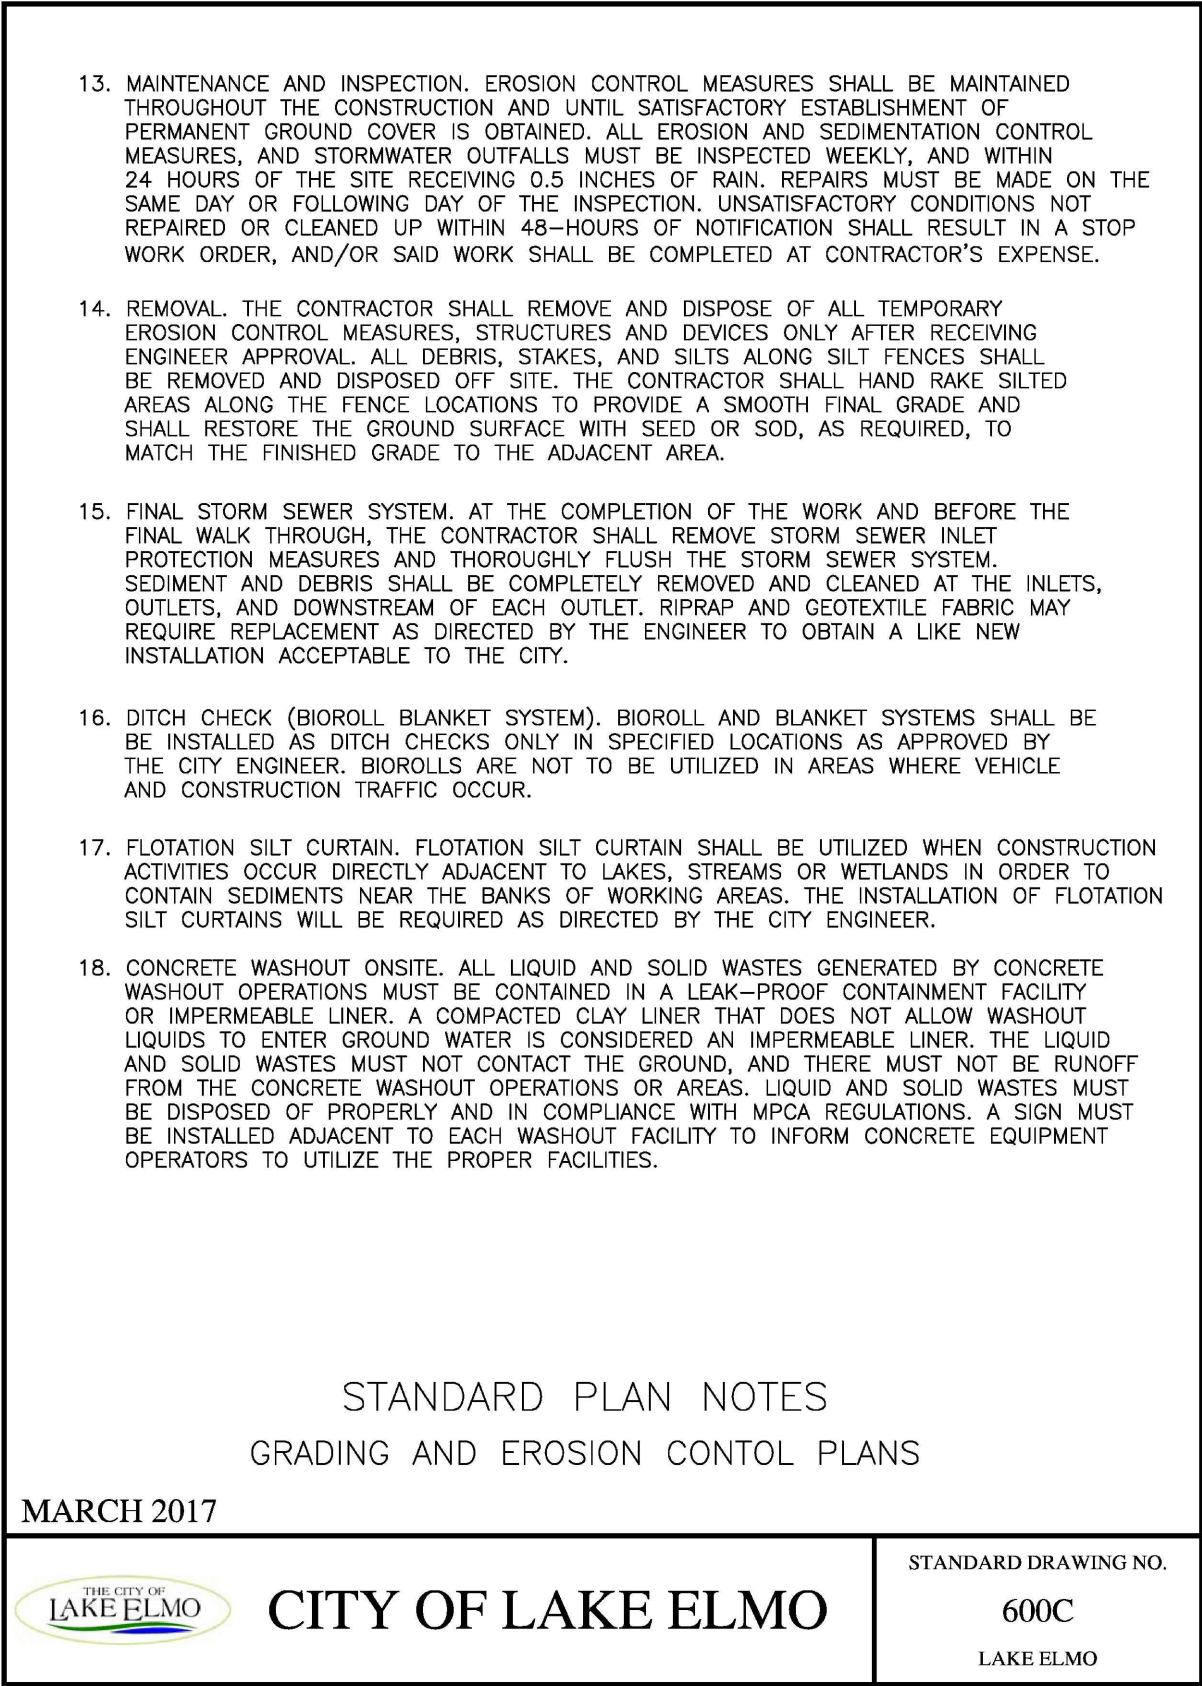 13. MAINTENANCE AND INSPECTION. EROSION CONTROL MEASURES SHALL BE MAINTAINED
THROUGHOUT THE CONSTRUCTION AND UNTIL SATISFACTORY ESTABLISHMENT OF
PERMANENT GROUND COVER IS OBTAINED. ALL EROSION AND SEDIMENTATION CONTROL
MEASURES, AND STORMWATER OUTFALLS MUST BE INSPECTED WEEKLY, AND WITHIN
24 HOURS OF THE SITE RECEIVING 0.5 INCHES OF RAIN. REPAIRS MUST BE MADE ON THE
SAME DAY OR FOLLOWING DAY OF THE INSPECTION. UNSATISFACTORY CONDITIONS NOT
REPAIRED OR CLEANED UP WITHIN 48-HOURS OF NOTIFICATION SHALL RESULT IN A STOP
WORK ORDER, AND/OR SAID WORK SHALL BE COMPLETED AT CONTRACTOR'S EXPENSE.
14. REMOVAL. THE CONTRACTOR SHALL REMOVE AND DISPOSE OF ALL TEMPORARY
EROSION CONTROL MEASURES, STRUCTURES AND DEVICES ONLY AFTER RECEIVING
ENGINEER APPROVAL. ALL DEBRIS, STAKES, AND SILTS ALONG SILT FENCES SHALL
BE REMOVED AND DISPOSED OFF SITE. THE CONTRACTOR SHALL HAND RAKE SILTED
AREAS ALONG THE FENCE LOCATIONS TO PROVIDE A SMOOTH FINAL GRADE AND
SHALL RESTORE THE GROUND SURFACE WITH SEED OR SOD, AS REQUIRED, TO
MATCH THE FINISHED GRADE TO THE ADJACENT AREA.
15. FINAL STORM SEWER SYSTEM. AT THE COMPLETION OF THE WORK AND BEFORE THE
FINAL WALK THROUGH, THE CONTRACTOR SHALL REMOVE STORM SEWER INLET
PROTECTION MEASURES AND THOROUGHLY FLUSH THE STORM SEWER SYSTEM.
SEDIMENT AND DEBRIS SHALL BE COMPLETELY REMOVED AND CLEANED AT THE INLETS,
OUTLETS, AND DOWNSTREAM OF EACH OUTLET. RIPRAP AND GEOTEXTILE FABRIC MAY
REQUIRE REPLACEMENT AS DIRECTED BY THE ENGINEER TO OBTAIN A LIKE NEW
INSTALLATION ACCEPTABLE TO THE CITY.
16. DITCH CHECK (BIOROLL BLANKET SYSTEM). BIOROLL AND BLANKET SYSTEMS SHALL BE
BE INSTALLED AS DITCH CHECKS ONLY IN SPECIFIED LOCATIONS AS APPROVED BY
THE CITY ENGINEER. BIOROLLS ARE NOT TO BE UTILIZED IN AREAS WHERE VEHICLE
AND CONSTRUCTION TRAFFIC OCCUR.
17. FLOTATION SILT CURTAIN. FLOTATION SILT CURTAIN SHALL BE UTILIZED WHEN CONSTRUCTION
ACTIVITIES OCCUR DIRECTLY ADJACENT TO LAKES, STREAMS OR WETLANDS IN ORDER TO
CONTAIN SEDIMENTS NEAR THE BANKS OF WORKING AREAS. THE INSTALLATION OF FLOTATION
SILT CURTAINS WILL BE REQUIRED AS DIRECTED BY THE CITY ENGINEER.
18. CONCRETE WASHOUT ONSITE. ALL LIQUID AND SOLID WASTES GENERATED BY CONCRETE
WASHOUT OPERATIONS MUST BE CONTAINED IN A LEAK-PROOF CONTAINMENT FACILITY
OR IMPERMEABLE LINER. A COMPACTED CLAY LINER THAT DOES NOT ALLOW WASHOUT
LIQUIDS TO ENTER GROUND WATER IS CONSIDERED AN IMPERMEABLE LINER. THE LIQUID
AND SOLID WASTES MUST NOT CONTACT THE GROUND, AND THERE MUST NOT BE RUNOFF
FROM THE CONCRETE WASHOUT OPERATIONS OR AREAS. LIQUID AND SOLID WASTES MUST
BE DISPOSED OF PROPERLY AND IN COMPLIANCE WITH MPCA REGULATIONS. A SIGN MUST
BE INSTALLED ADJACENT TO EACH WASHOUT FACILITY TO INFORM CONCRETE EQUIPMENT
OPERATORS TO UTILIZE THE PROPER FACILITIES.
STANDARD PLAN NOTES
GRADING AND EROSION CONTOL PLANS
MARCH 2017
THE CITY OF
LAKE ELMO
CITY OF LAKE ELMO
STANDARD DRAWING NO.
600C
LAKE ELMO